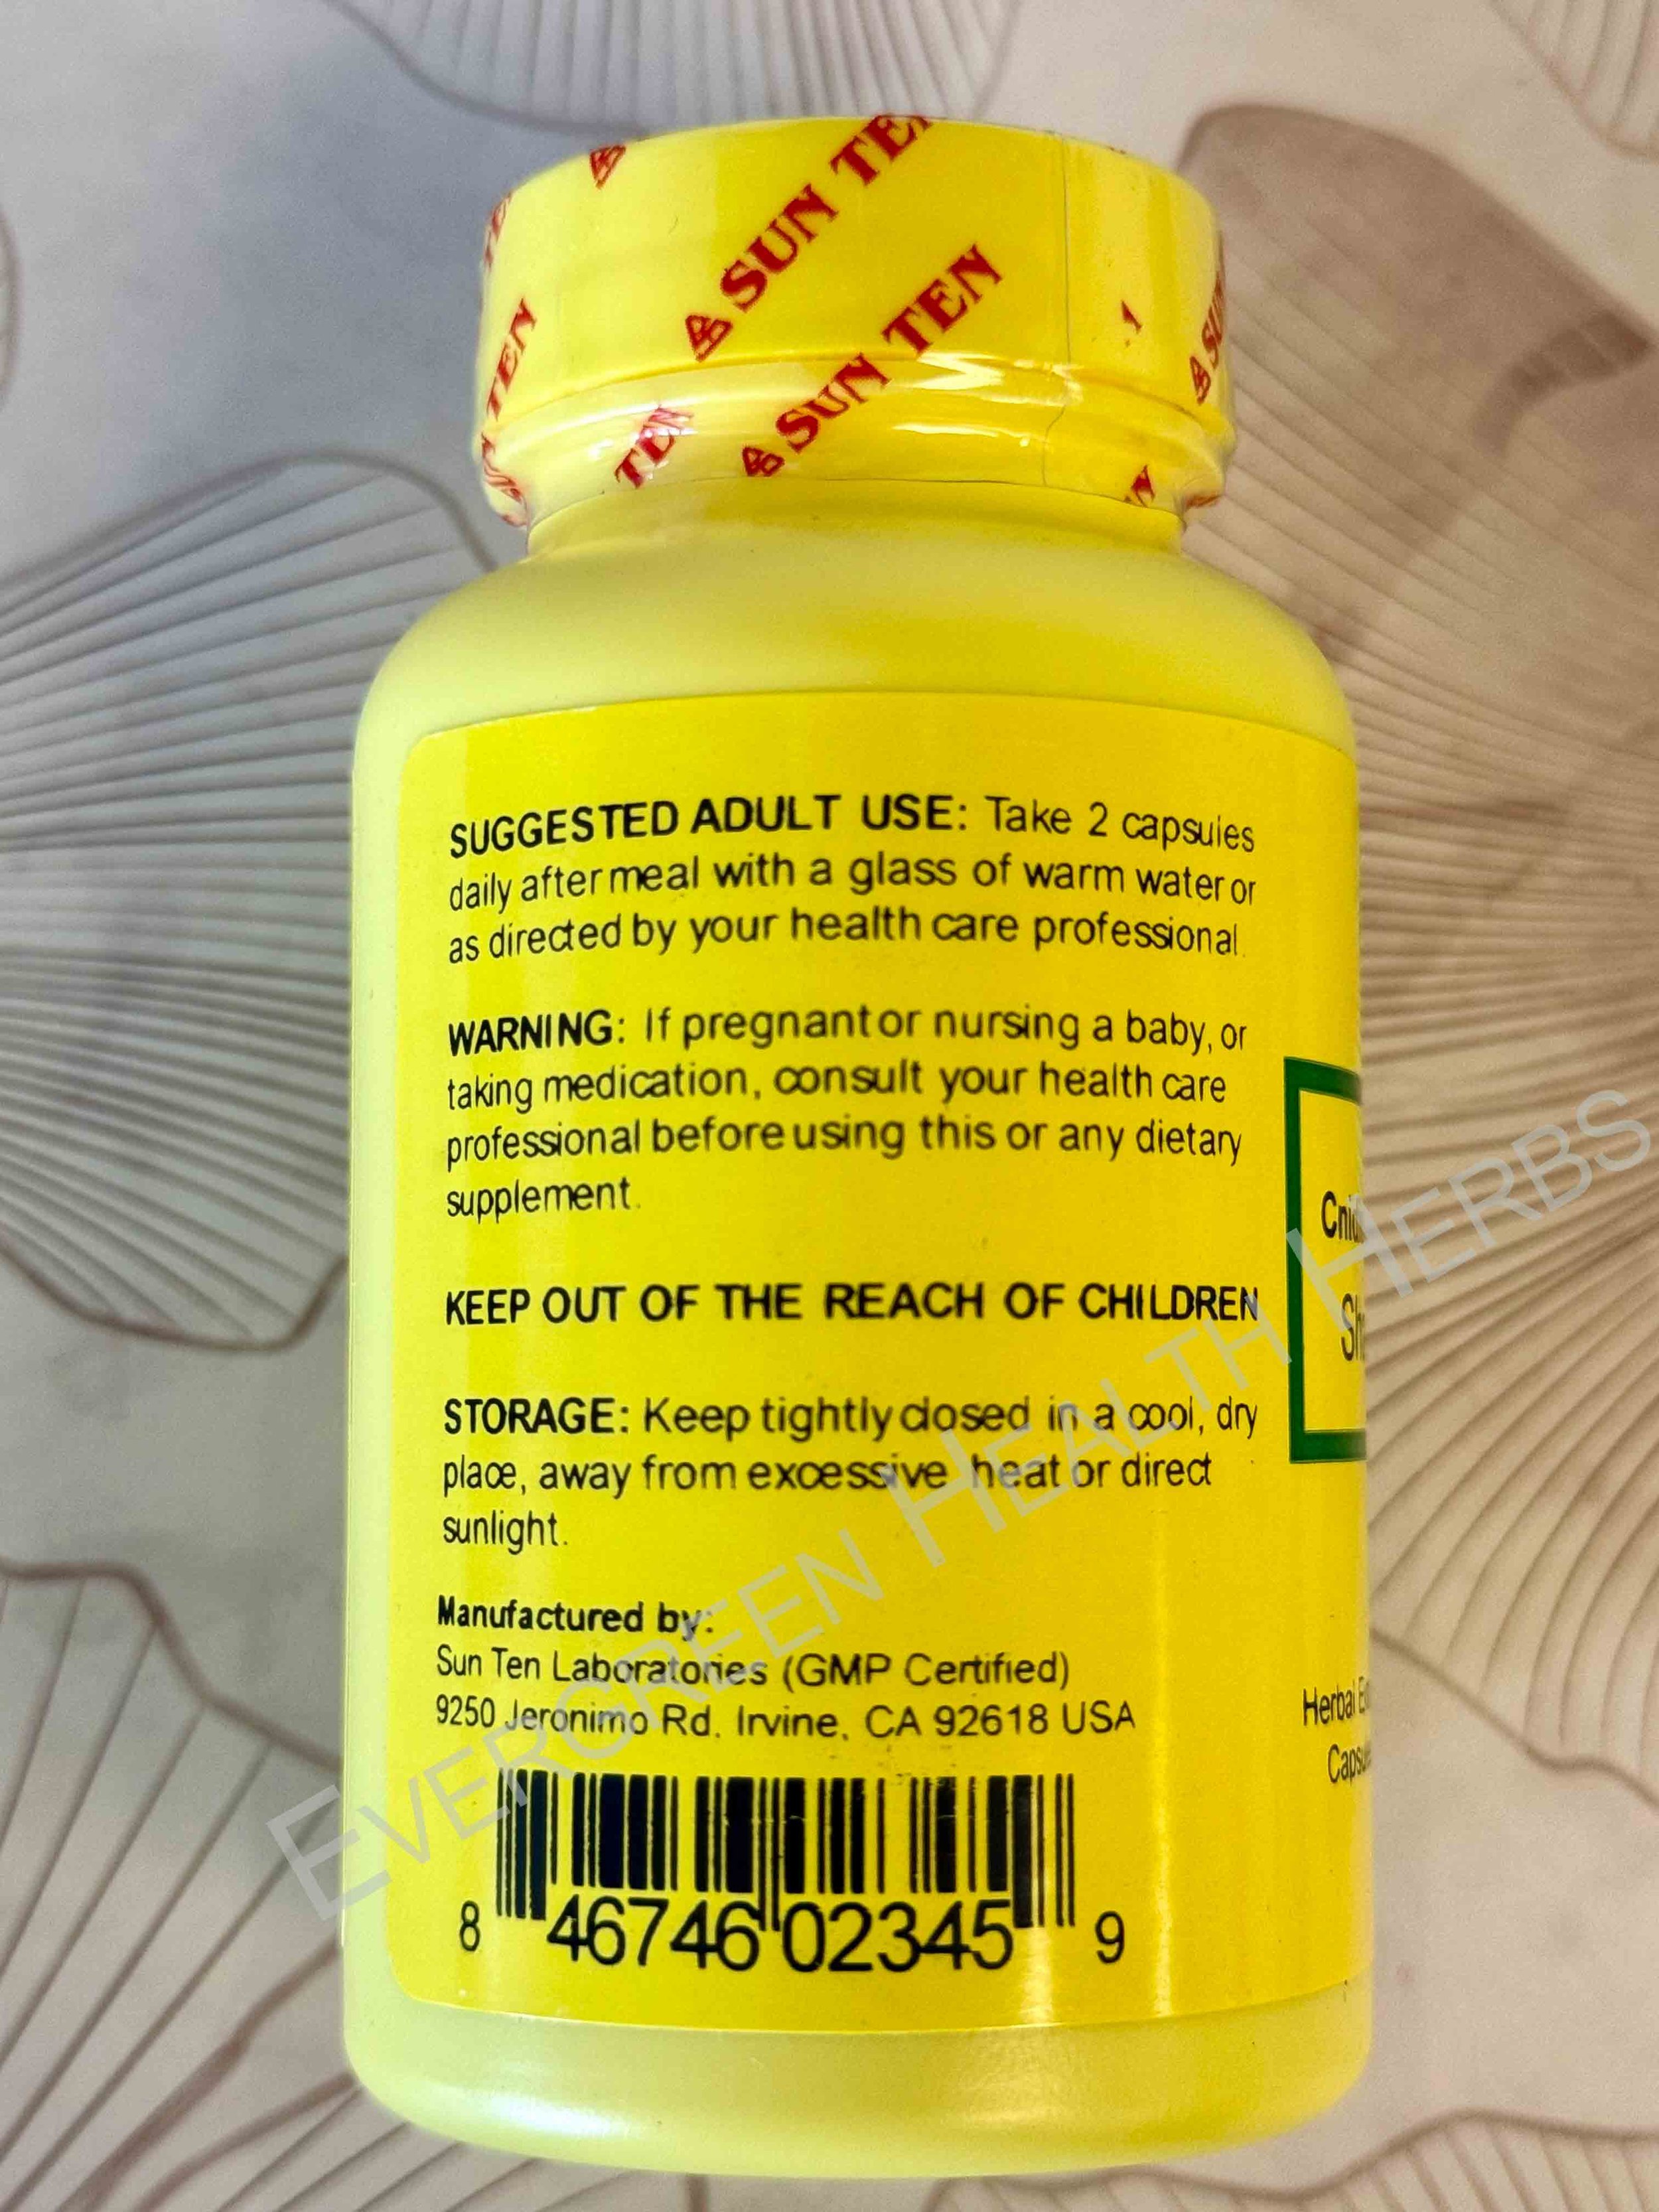 SUN TEN
SUN TEN
TEN
TEN
SUGGESTED ADULT USE: Take 2 capsules
daily after meal with a glass of warm water or
as directed by your health care professional.
WARNING: If pregnant or nursing a baby, or
taking medication, consult your health care
professional before using this or any dietary
supplement.
KEEP OUT OF THE REACH OF CHILDREN
STORAGE: Keep tightly closed in a cool, dry
place, away from excessive heat or direct
sunlight.
Manufactured by:
Sun Ten Laboratories (GMP Certified)
9250 Jeronimo Rd. Irvine, CA 92618 USA
8 46746 02345 9
Herbal
EVERGREEN HEALTH HERBS